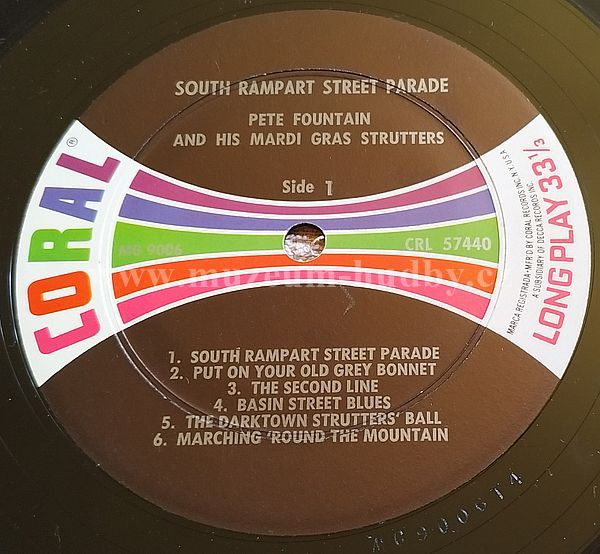 SOUTH RAMPART STREET PARADE
PETE FOUNTAIN
AND HIS MARDI GRAS STRUTTERS
Side 1
CORAL®
MG 9006
CRL 57440
MARCA REGISTRADA • MFR'D BY CORAL RECORDS INC. N.Y. U.S.A.
A SUBSIDIARY OF DECCA RECORDS INC.
LONG PLAY 33 1/3
www.muzeum-hudby.c
1. SOUTH RAMPART STREET PARADE
2. PUT ON YOUR OLD GREY BONNET
3. THE SECOND LINE
4. BASIN STREET BLUES
5. THE DARKTOWN STRUTTERS' BALL
6. MARCHING 'ROUND THE MOUNTAIN